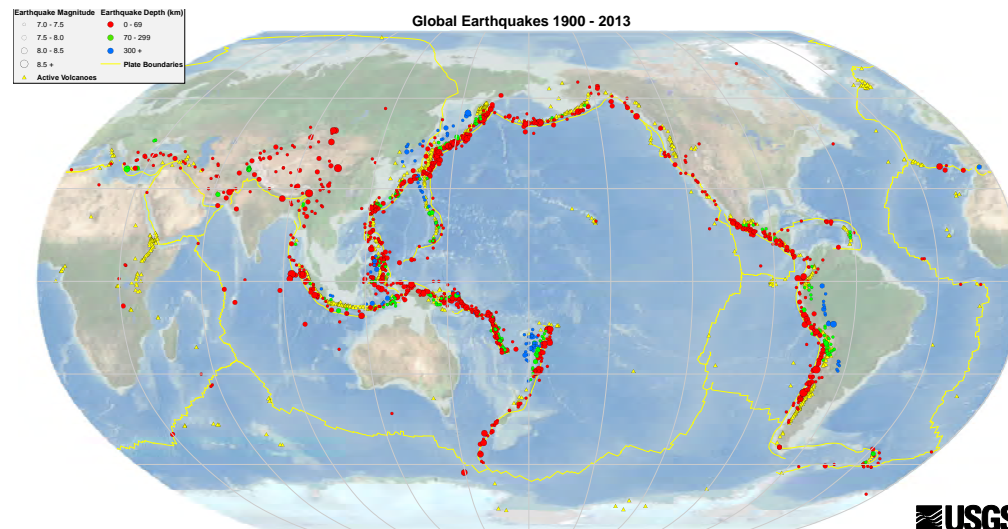 Global Earthquakes 1900 - 2013
Earthquake Magnitude
7.0 - 7.5
7.5 - 8.0
8.0 - 8.5
8.5 +
Active Volcanoes
Earthquake Depth (km)
0 - 69
70 - 299
300 +
Plate Boundaries
USGS